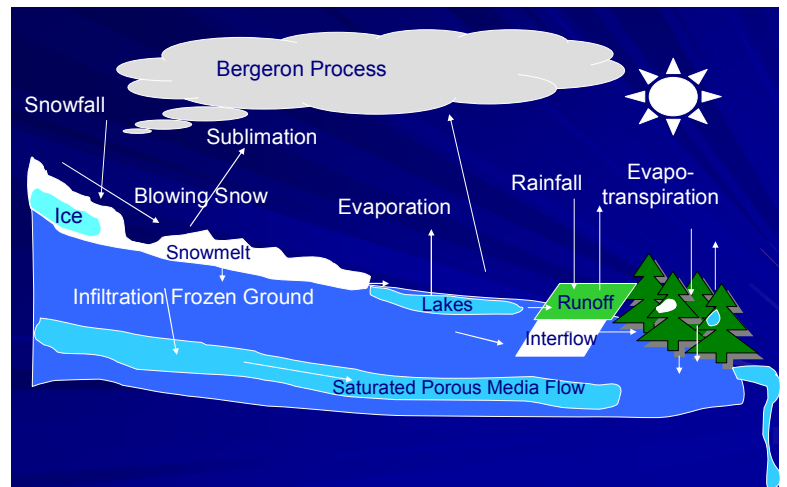 Bergeron Process
Snowfall
Sublimation
Blowing Snow
Ice
Snowmelt
Evaporation
Rainfall
Evapo-
transpiration
Infiltration Frozen Ground
Lakes
Runoff
Interflow
Saturated Porous Media Flow